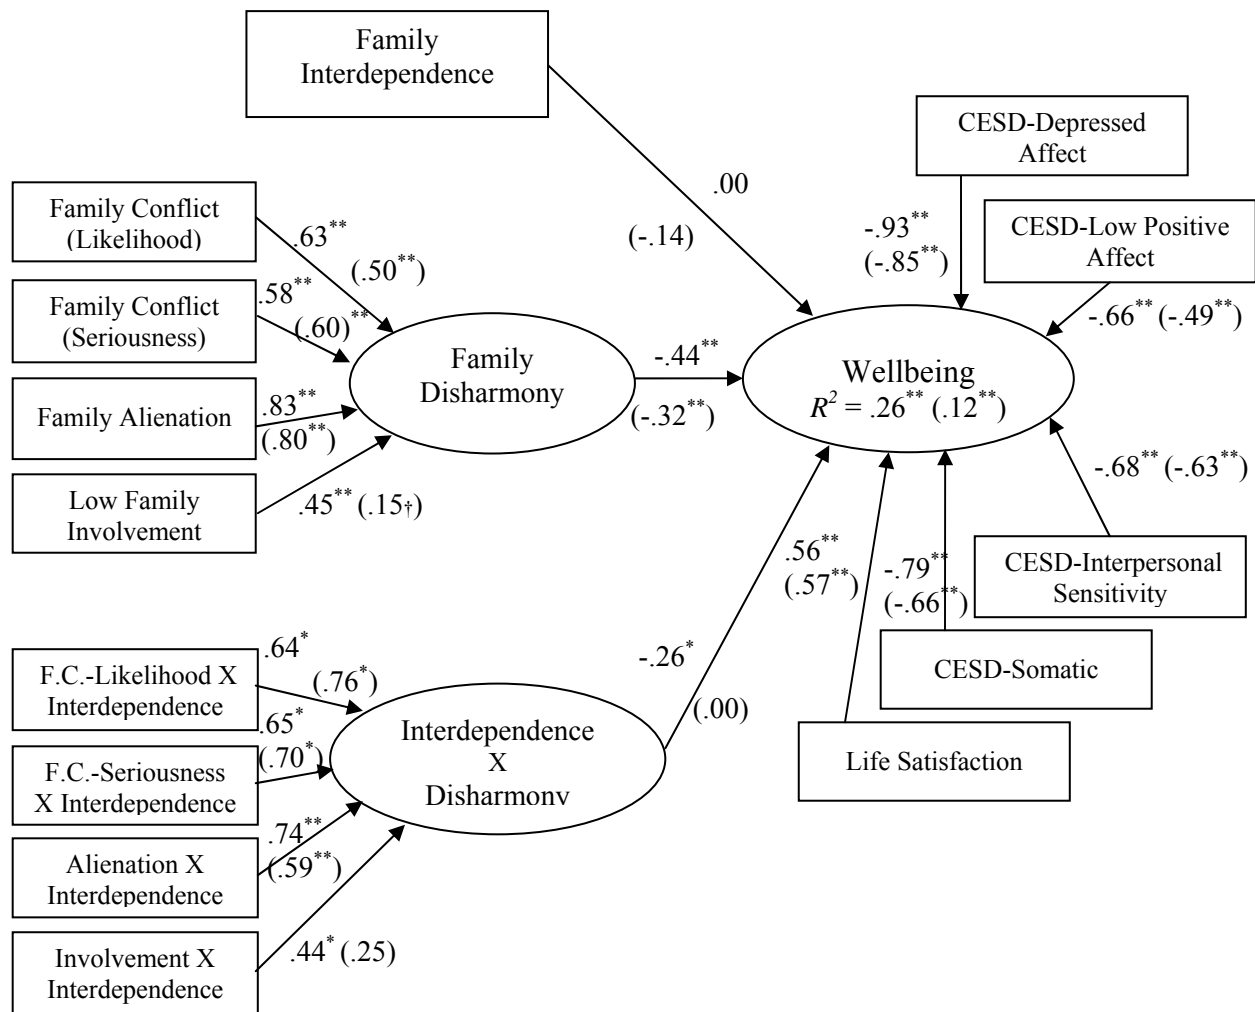 Family
Interdependence
CESD-Depressed
Affect
.00
(-.14)
-.93**
(-.85**)
CESD-Low Positive
Affect
-.66** (-.49**)
Family Conflict
(Likelihood)
.63**
(.50**)
Family Conflict
(Seriousness)
.58**
(.60)**
Family Alienation
.83**
(.80**)
Low Family
Involvement
.45** (.15†)
Family
Disharmony
-.44**
(-.32**)
Wellbeing
R² = .26** (.12**)
-.68** (-.63**)
CESD-Interpersonal
Sensitivity
-.79**
(-.66**)
CESD-Somatic
.56**
(.57**)
Life Satisfaction
F.C.-Likelihood X
Interdependence
.64*
(.76*)
F.C.-Seriousness
X Interdependence
.65*
(.70*)
Alienation X
Interdependence
.74**
(.59**)
Involvement X
Interdependence
.44* (.25)
Interdependence
X
Disharmony
-.26*
(.00)